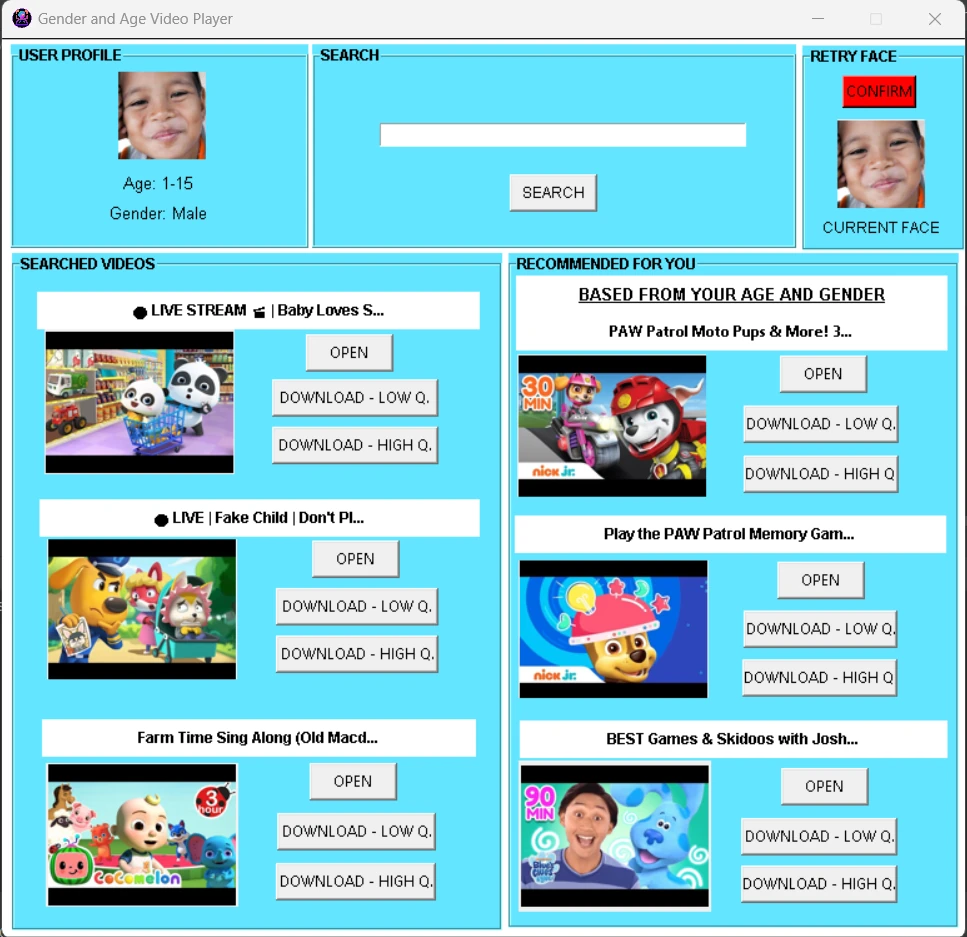 Gender and Age Video Player
USER PROFILE
Age: 1-15
Gender: Male
SEARCH
SEARCH
RETRY FACE
CONFIRM
CURRENT FACE
SEARCHED VIDEOS
LIVE STREAM 🎬 | Baby Loves S...
OPEN
DOWNLOAD - LOW Q.
DOWNLOAD - HIGH Q.
LIVE | Fake Child | Don't Pl...
OPEN
DOWNLOAD - LOW Q.
DOWNLOAD - HIGH Q.
Farm Time Sing Along (Old Macd...
3
hour
CoComelon
OPEN
DOWNLOAD - LOW Q.
DOWNLOAD - HIGH Q.
RECOMMENDED FOR YOU
BASED FROM YOUR AGE AND GENDER
PAW Patrol Moto Pups & More! 3...
30
MIN
nick jr.
OPEN
DOWNLOAD - LOW Q.
DOWNLOAD - HIGH Q
Play the PAW Patrol Memory Gam...
nick jr.
OPEN
DOWNLOAD - LOW Q.
DOWNLOAD - HIGH Q
BEST Games & Skidoos with Josh...
90
MIN
Blue's
Clues
OPEN
DOWNLOAD - LOW Q.
DOWNLOAD - HIGH Q.